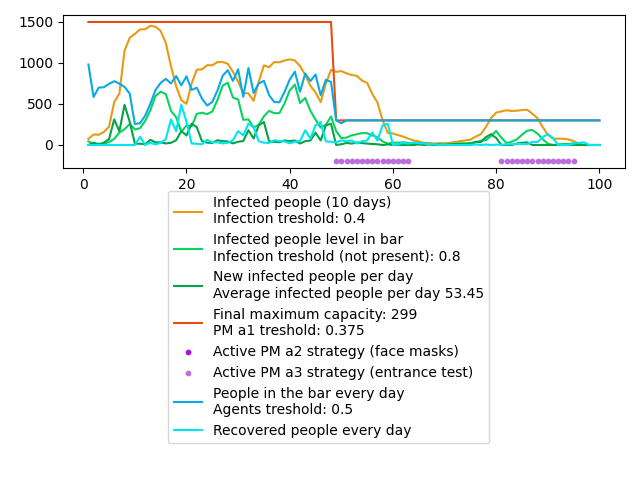 1500
1000
500
0
0
20
40
60
80
100
Infected people (10 days)
Infection treshold: 0.4
Infected people level in bar
Infection treshold (not present): 0.8
New infected people per day
Average infected people per day 53.45
Final maximum capacity: 299
PM a1 treshold: 0.375
Active PM a2 strategy (face masks)
Active PM a3 strategy (entrance test)
People in the bar every day
Agents treshold: 0.5
Recovered people every day